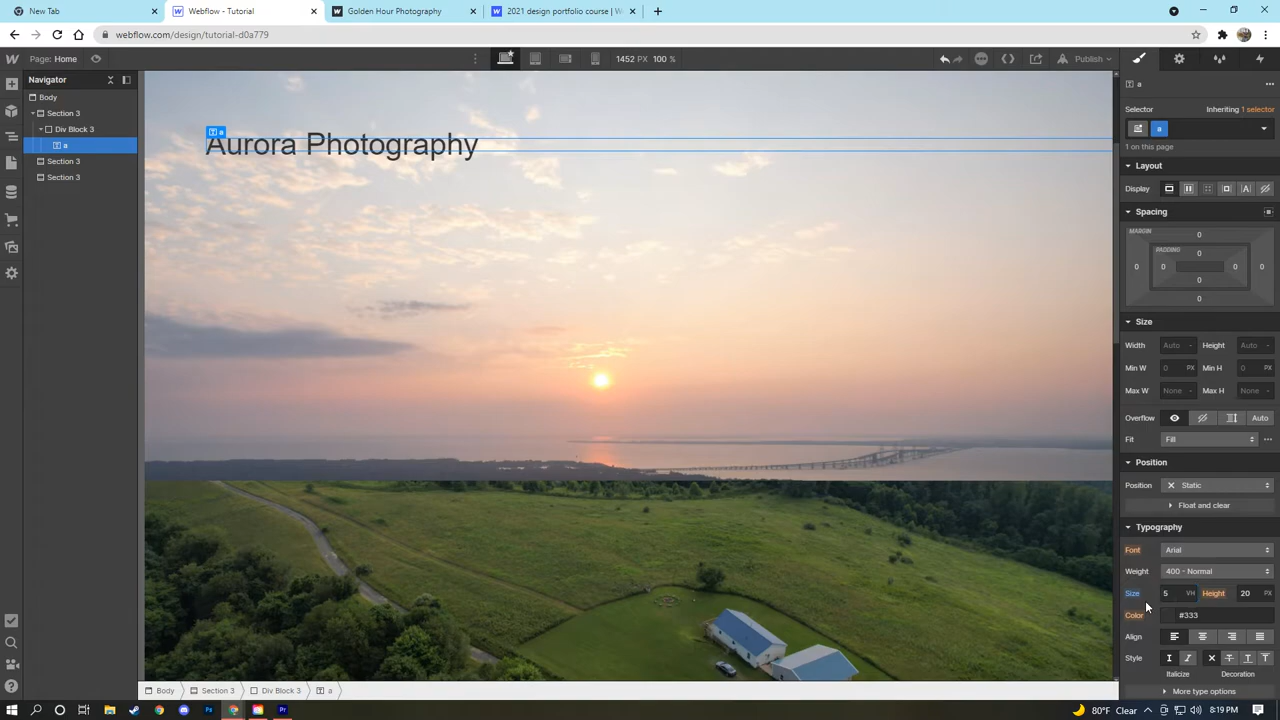 New Tab
Webflow - Tutorial
Golden Hour Photography
2021 design portfolio course | W
webflow.com/design/tutorial-d0a779
Page: Home
1452 PX 100 %
Publish
Navigator
Body
Section 3
Div Block 3
a
Section 3
Section 3
a
Aurora Photography
a
Selector
Inheriting 1 selector
a
1 on this page
Layout
Display
Spacing
MARGIN
0
PADDING
0
0 0 0 0
0
0
Size
Width Auto - Height Auto -
Min W 0 PX Min H 0 PX
Max W None - Max H None -
Overflow Auto
Fit Fill
Position
Position Static
Float and clear
Typography
Font Arial
Weight 400 - Normal
Size 5 VH Height 20 PX
Color #333
Align
Style
Italicize Decoration
More type options
Body Section 3 Div Block 3 a
80°F Clear 8:19 PM